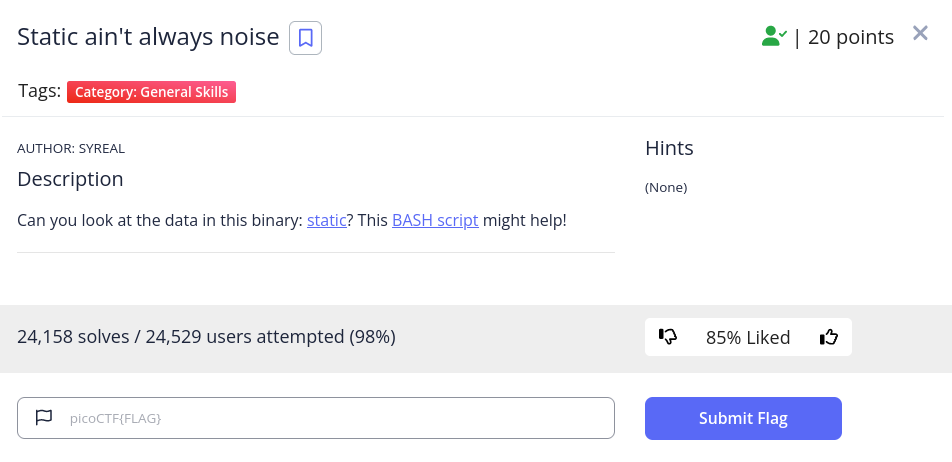 Static ain't always noise
| 20 points
Tags: Category: General Skills
AUTHOR: SYREAL
Description
Can you look at the data in this binary: static? This BASH script might help!
Hints
(None)
24,158 solves / 24,529 users attempted (98%)
85% Liked
picoCTF{FLAG}
Submit Flag